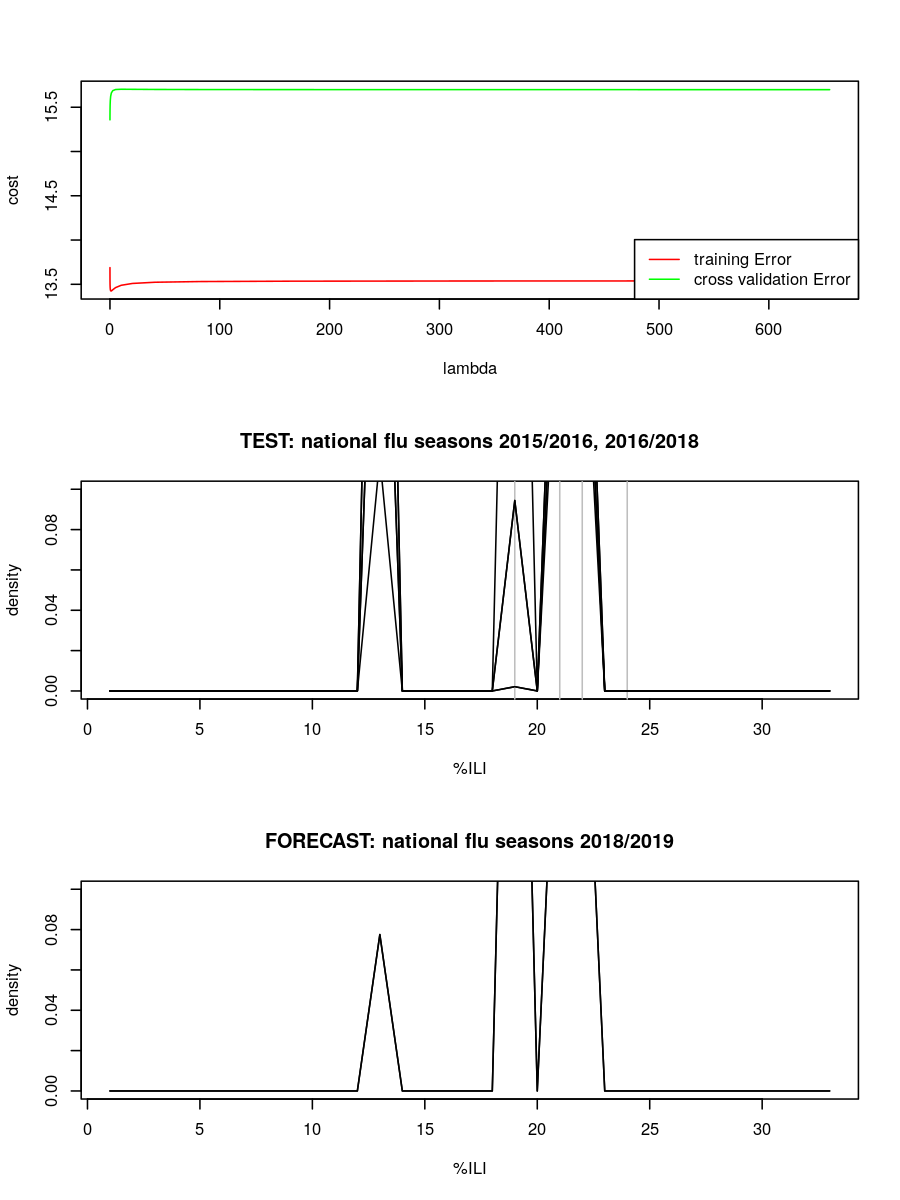 15.5
14.5
13.5
cost
training Error
cross validation Error
0 100 200 300 400 500 600
lambda
TEST: national flu seasons 2015/2016, 2016/2018
0.08
0.04
0.00
density
0 5 10 15 20 25 30
%ILI
FORECAST: national flu seasons 2018/2019
0.08
0.04
0.00
density
0 5 10 15 20 25 30
%ILI